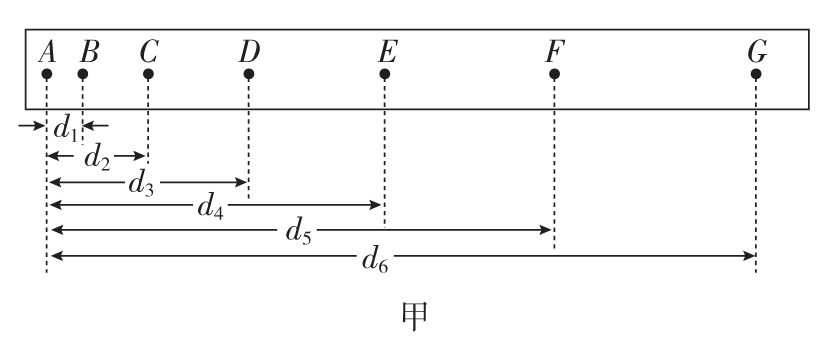 A B C D E F G
d₁
d₂
d₃
d₄
d₅
d₆
甲